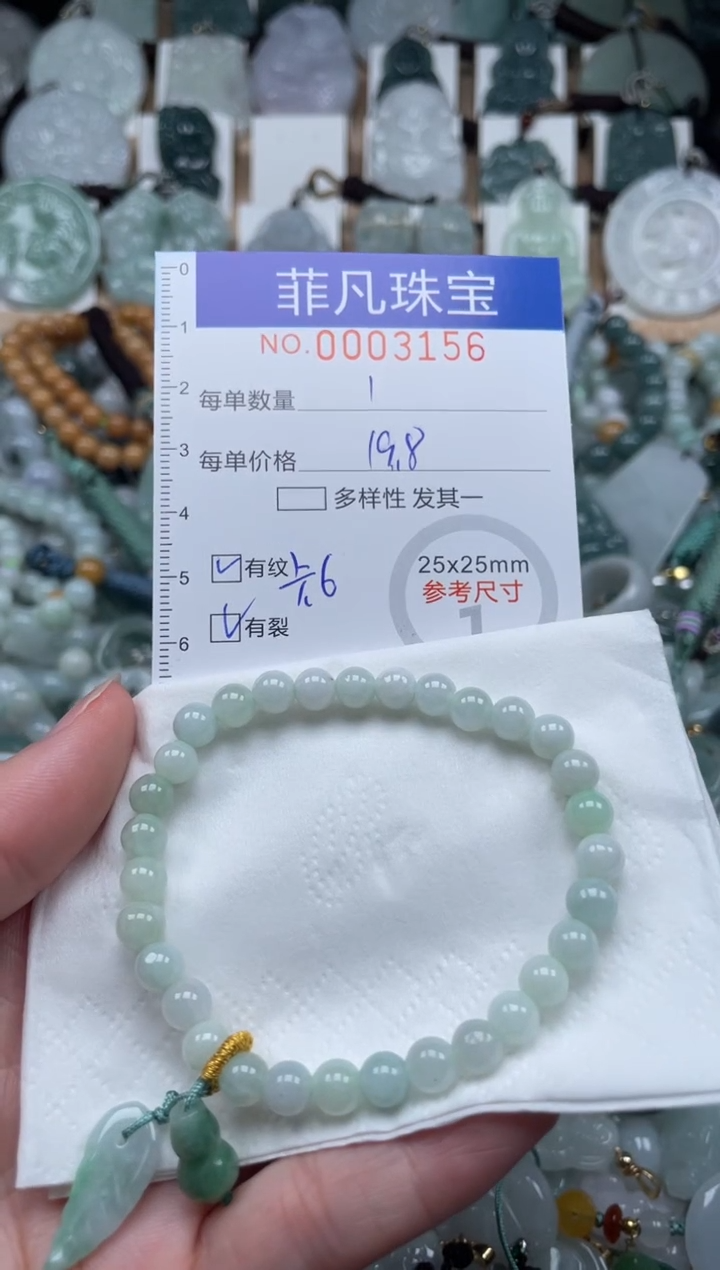 菲凡珠宝
NO.0003156
每单数量 1
每单价格 19.8
多样性 发其一
有纹
有裂
25x25mm
参考尺寸
1
0
1
2
3
4
5
6